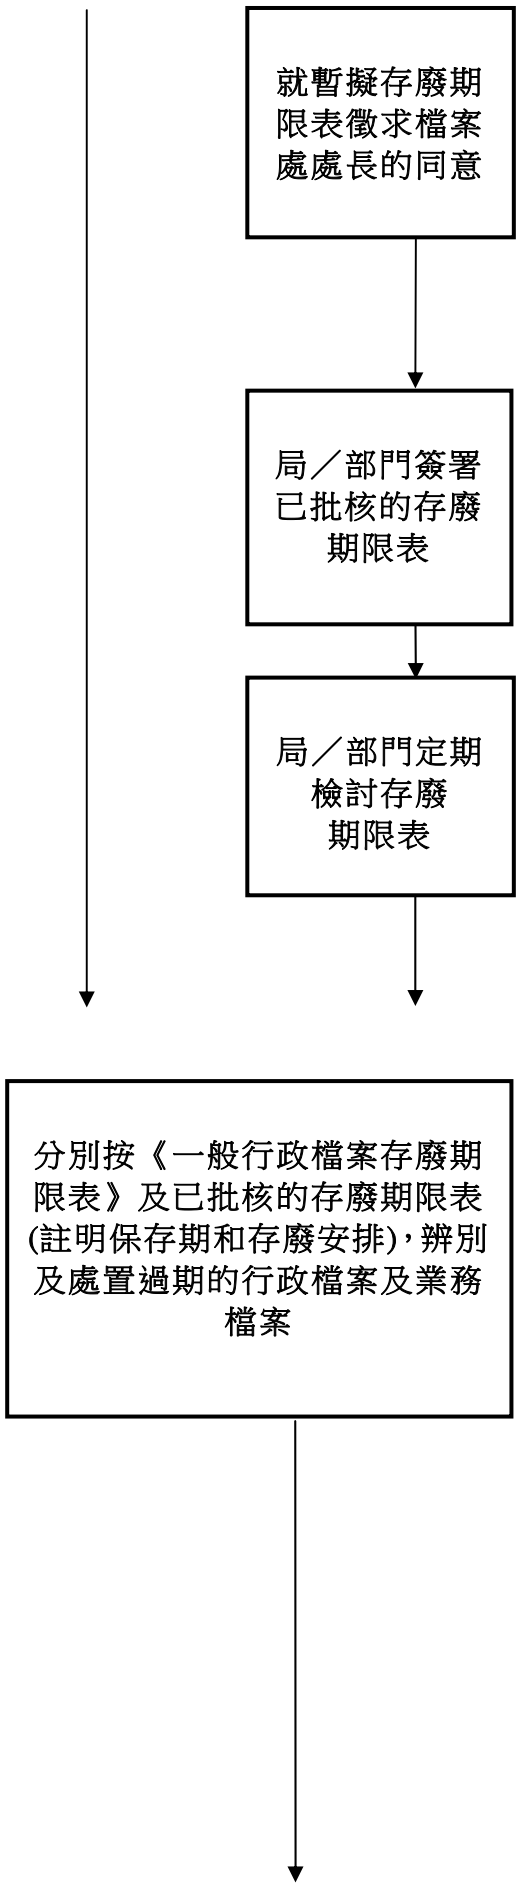 就暫擬存廢期
限表徵求檔案
處處長的同意
局／部門簽署
已批核的存廢
期限表
局／部門定期
檢討存廢
期限表
分別按《一般行政檔案存廢期
限表》及已批核的存廢期限表
(註明保存期和存廢安排)，辨別
及處置過期的行政檔案及業務
檔案